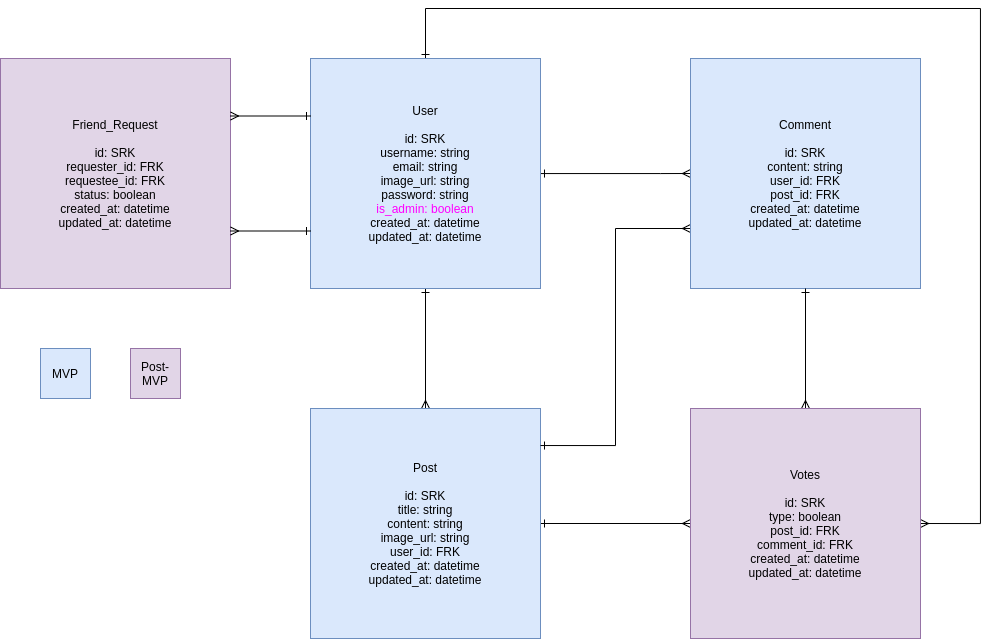 Friend_Request
id: SRK
requester_id: FRK
requestee_id: FRK
status: boolean
created_at: datetime
updated_at: datetime
User
id: SRK
username: string
email: string
image_url: string
password: string
is_admin: boolean
created_at: datetime
updated_at: datetime
Comment
id: SRK
content: string
user_id: FRK
post_id: FRK
created_at: datetime
updated_at: datetime
MVP
Post-
MVP
Post
id: SRK
title: string
content: string
image_url: string
user_id: FRK
created_at: datetime
updated_at: datetime
Votes
id: SRK
type: boolean
post_id: FRK
comment_id: FRK
created_at: datetime
updated_at: datetime